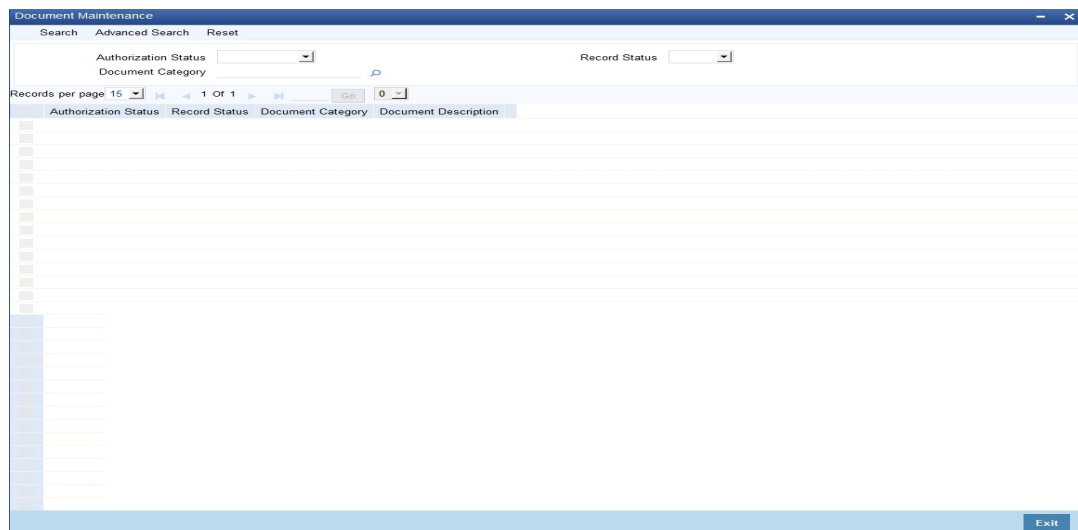 Document Maintenance
Search Advanced Search Reset
Authorization Status Record Status
Document Category
Records per page 15 1 Of 1 Go 0
Authorization Status Record Status Document Category Document Description
Exit